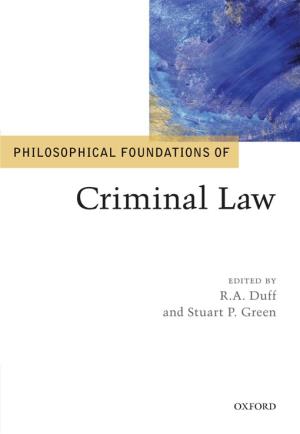 PHILOSOPHICAL FOUNDATIONS OF
Criminal Law
EDITED BY
R.A. Duff
and Stuart P. Green
OXFORD